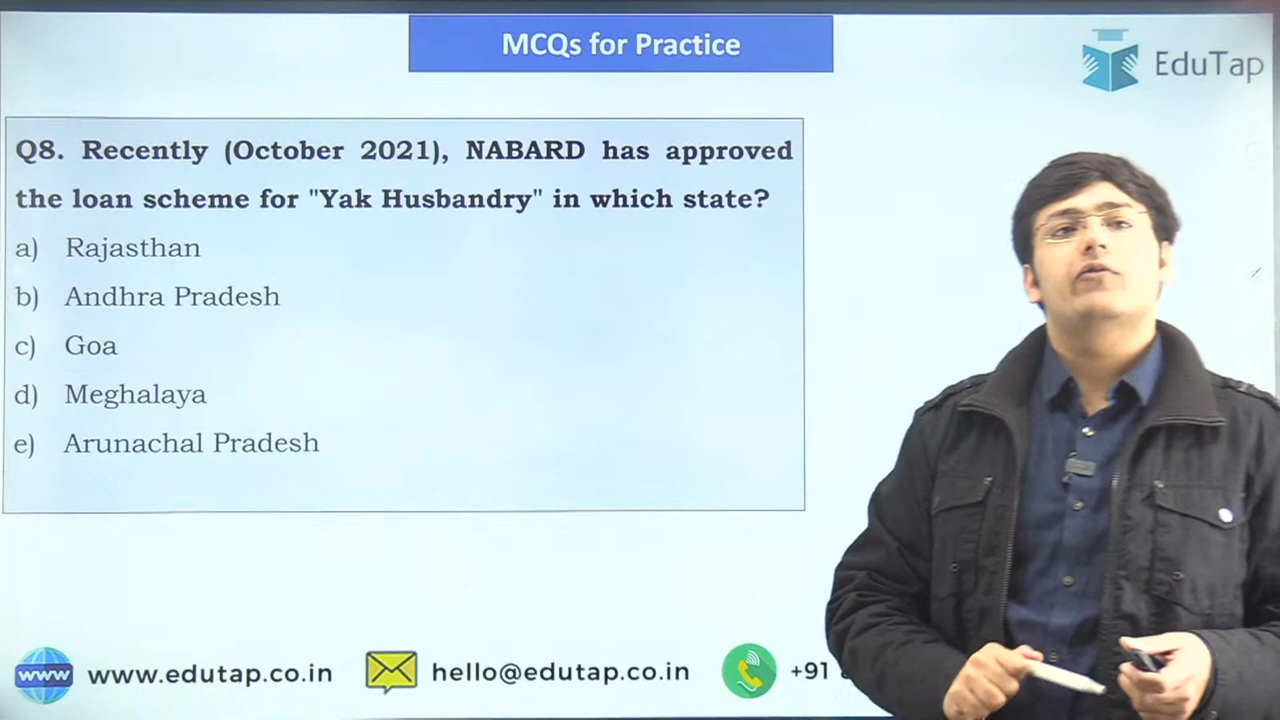 MCQs for Practice
EduTap
Q8. Recently (October 2021), NABARD has approved
the loan scheme for "Yak Husbandry" in which state?
a) Rajasthan
b) Andhra Pradesh
c) Goa
d) Meghalaya
e) Arunachal Pradesh
www www.edutap.co.in hello@edutap.co.in +91